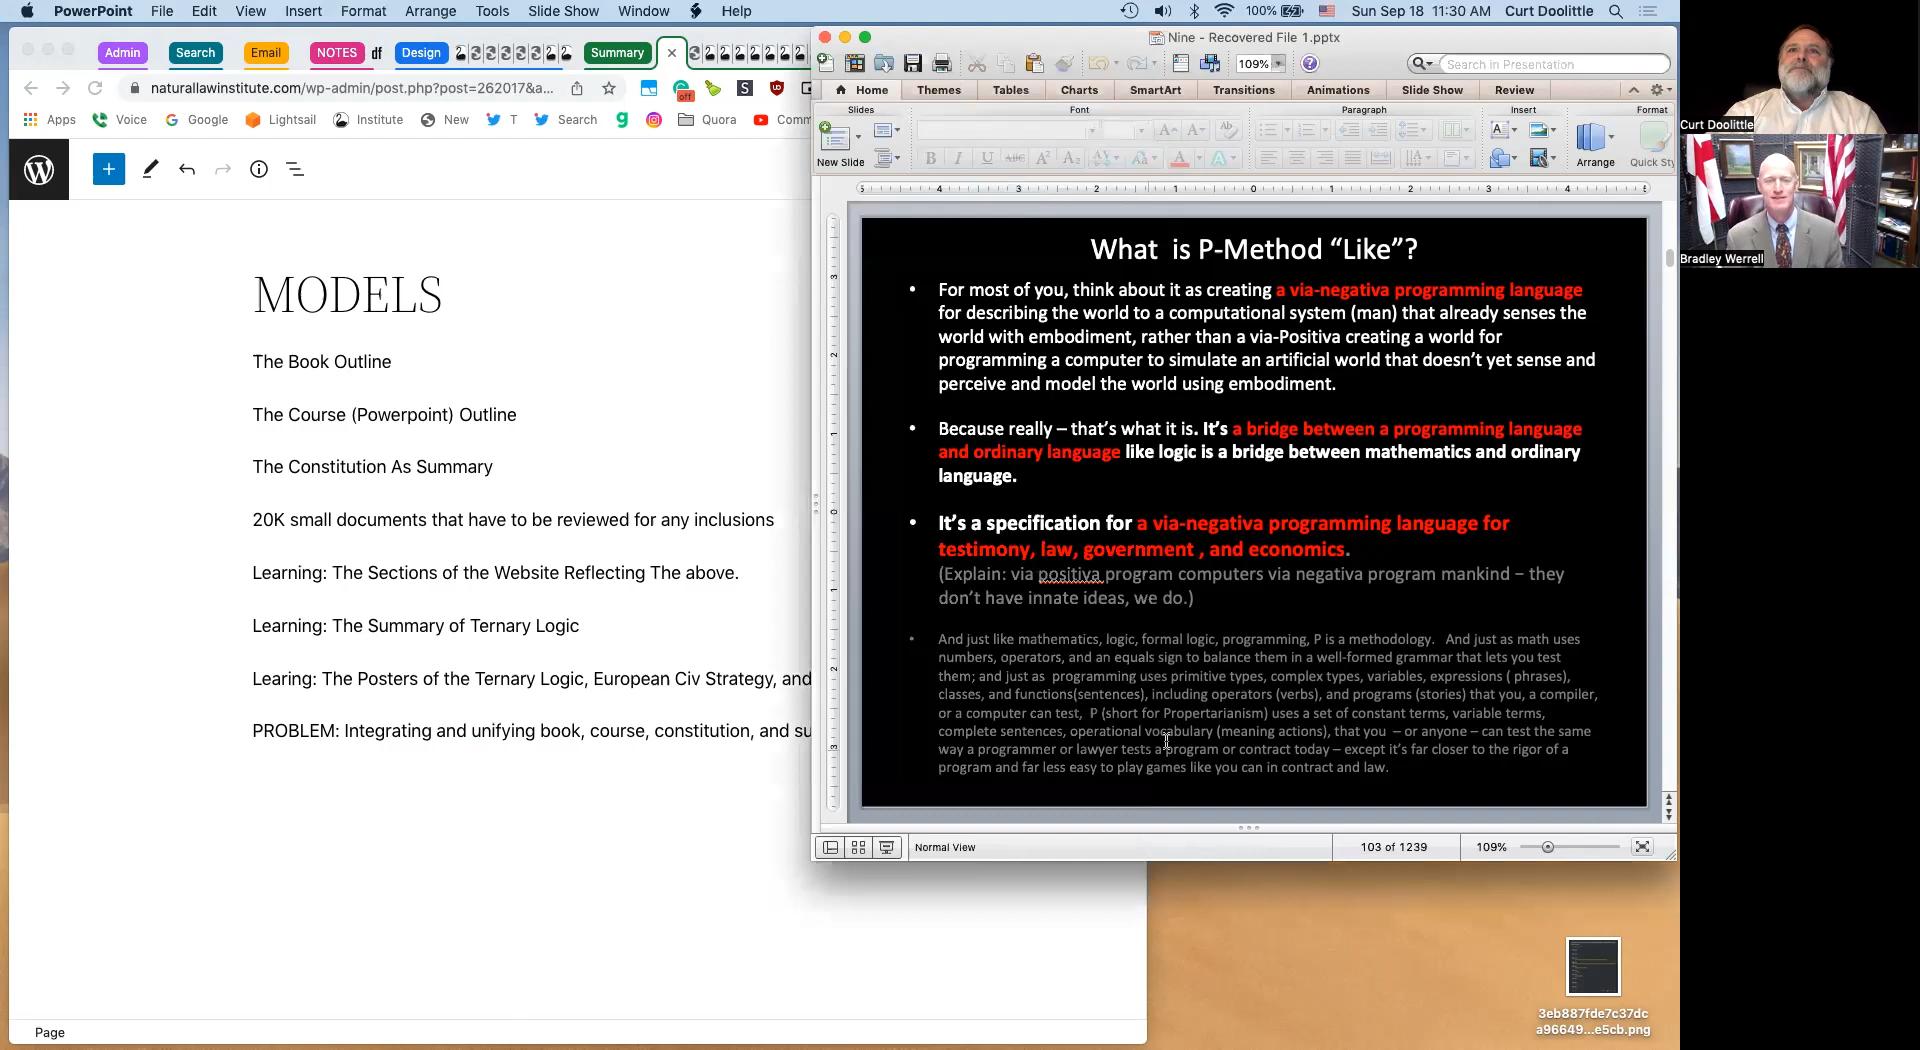 PowerPoint File Edit View Insert Format Arrange Tools Slide Show Window Help 100% Sun Sep 18 11:30 AM Curt Doolittle
Admin Search Email NOTES df Design Summary
naturallawinstitute.com/wp-admin/post.php?post=262017&a...
off
Apps Voice Google Lightsail Institute New T Search Quora Comm
MODELS
The Book Outline
The Course (Powerpoint) Outline
The Constitution As Summary
20K small documents that have to be reviewed for any inclusions
Learning: The Sections of the Website Reflecting The above.
Learning: The Summary of Ternary Logic
Learing: The Posters of the Ternary Logic, European Civ Strategy, and
PROBLEM: Integrating and unifying book, course, constitution, and su
Page
Nine - Recovered File 1.pptx
109% Search in Presentation
Home Themes Tables Charts SmartArt Transitions Animations Slide Show Review
Slides Font Paragraph Insert Format
New Slide Arrange Quick Sty
5 4 3 2 1 0 1 2 3 4 5
What  is P-Method “Like”?
• For most of you, think about it as creating a via-negativa programming language
for describing the world to a computational system (man) that already senses the
world with embodiment, rather than a via-Positiva creating a world for
programming a computer to simulate an artificial world that doesn’t yet sense and
perceive and model the world using embodiment.
• Because really – that’s what it is. It’s a bridge between a programming language
and ordinary language like logic is a bridge between mathematics and ordinary
language.
• It’s a specification for a via-negativa programming language for
testimony, law, government , and economics.
(Explain: via positiva program computers via negativa program mankind – they
don’t have innate ideas, we do.)
• And just like mathematics, logic, formal logic, programming, P is a methodology.   And just as math uses
numbers, operators, and an equals sign to balance them in a well-formed grammar that lets you test
them; and just as  programming uses primitive types, complex types, variables, expressions ( phrases),
classes, and functions(sentences), including operators (verbs), and programs (stories) that you, a compiler,
or a computer can test,  P (short for Propertarianism) uses a set of constant terms, variable terms,
complete sentences, operational vocabulary (meaning actions), that you  – or anyone – can test the same
way a programmer or lawyer tests a program or contract today – except it’s far closer to the rigor of a
program and far less easy to play games like you can in contract and law.
Normal View 103 of 1239 109%
3eb887fde7c37dc
a96649...e5cb.png
Curt Doolittle
Bradley Werrell